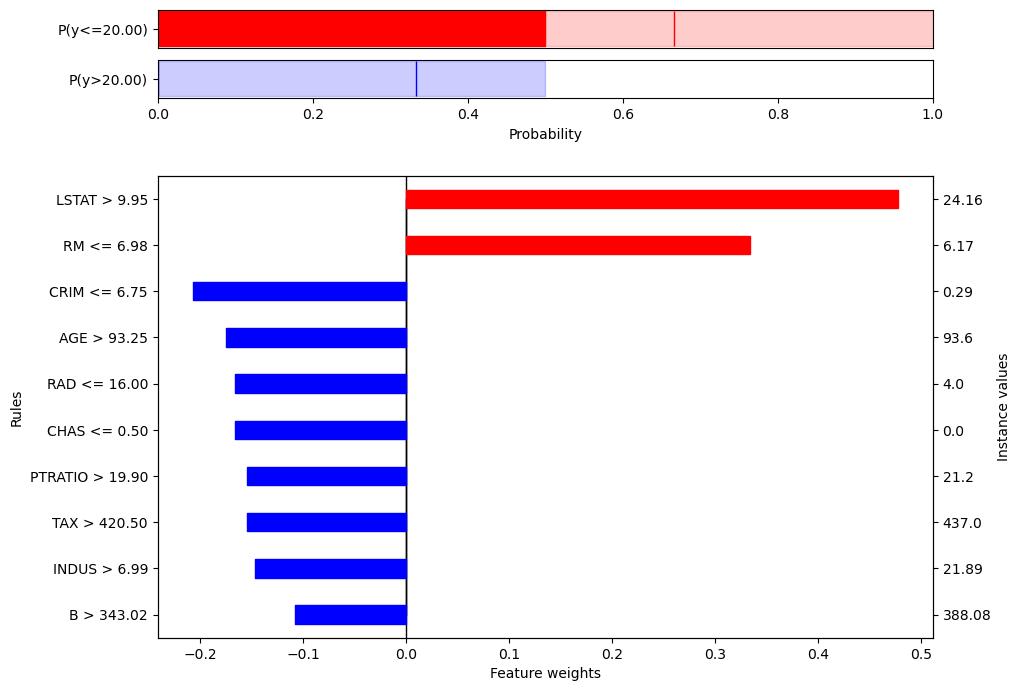 P(y<=20.00)
P(y>20.00)
0.0 0.2 0.4 0.6 0.8 1.0
Probability
LSTAT > 9.95 24.16
RM <= 6.98 6.17
CRIM <= 6.75 0.29
AGE > 93.25 93.6
RAD <= 16.00 4.0
CHAS <= 0.50 0.0
PTRATIO > 19.90 21.2
TAX > 420.50 437.0
INDUS > 6.99 21.89
B > 343.02 388.08
Rules
Instance values
−0.2 −0.1 0.0 0.1 0.2 0.3 0.4 0.5
Feature weights